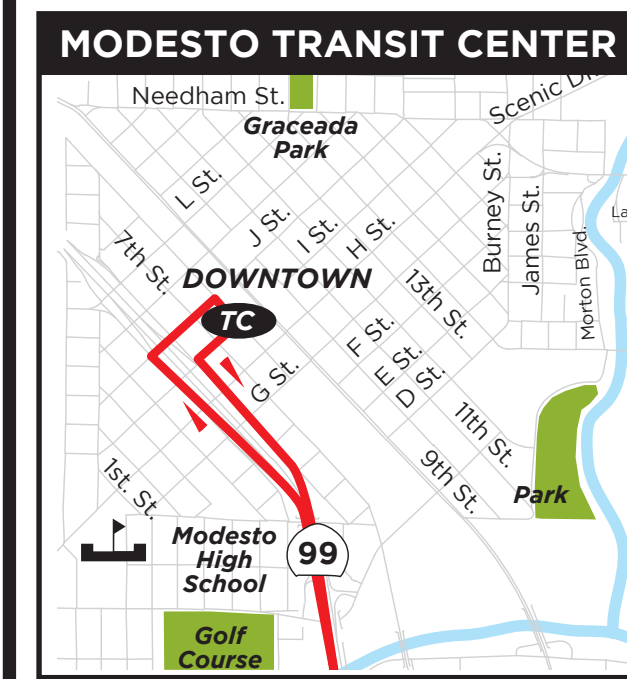 MODESTO TRANSIT CENTER
Needham St.
Scenic
Graceada
Park
L St.
J St.
I St.
H St.
Burney St.
James St.
Morton Blvd.
7th St.
DOWNTOWN
13th St.
TC
F St.
E St.
D St.
G St.
11th St.
9th St.
1st. St.
Park
Modesto
High
School
99
Golf
Course